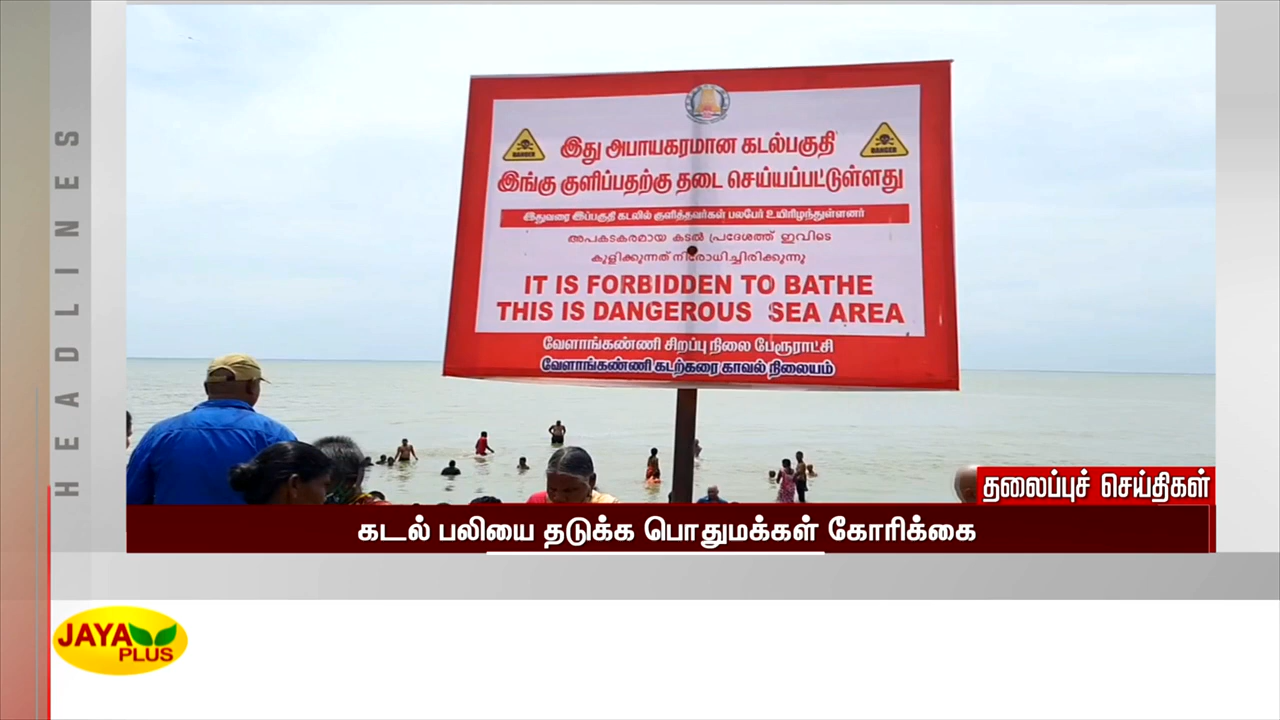 HEADLINES
DANGER
DANGER
இது அபாயகரமான கடல்பகுதி
இங்கு குளிப்பதற்கு தடை செய்யப்பட்டுள்ளது
இதுவரை இப்பகுதி கடலில் குளித்தவர்கள் பலபேர் உயிரிழந்துள்ளனர்
അപകടകരമായ കടൽ പ്രദേശത്ത് ഇവിടെ
കുളിക്കുന്നത് നിരോധിച്ചിരിക്കുന്നു
IT IS FORBIDDEN TO BATHE
THIS IS DANGEROUS SEA AREA
வேளாங்கண்ணி சிறப்பு நிலை பேரூராட்சி
வேளாங்கண்ணி கடற்கரை காவல் நிலையம்
தலைப்புச் செய்திகள்
கடல் பலியை தடுக்க பொதுமக்கள் கோரிக்கை
JAYA
PLUS